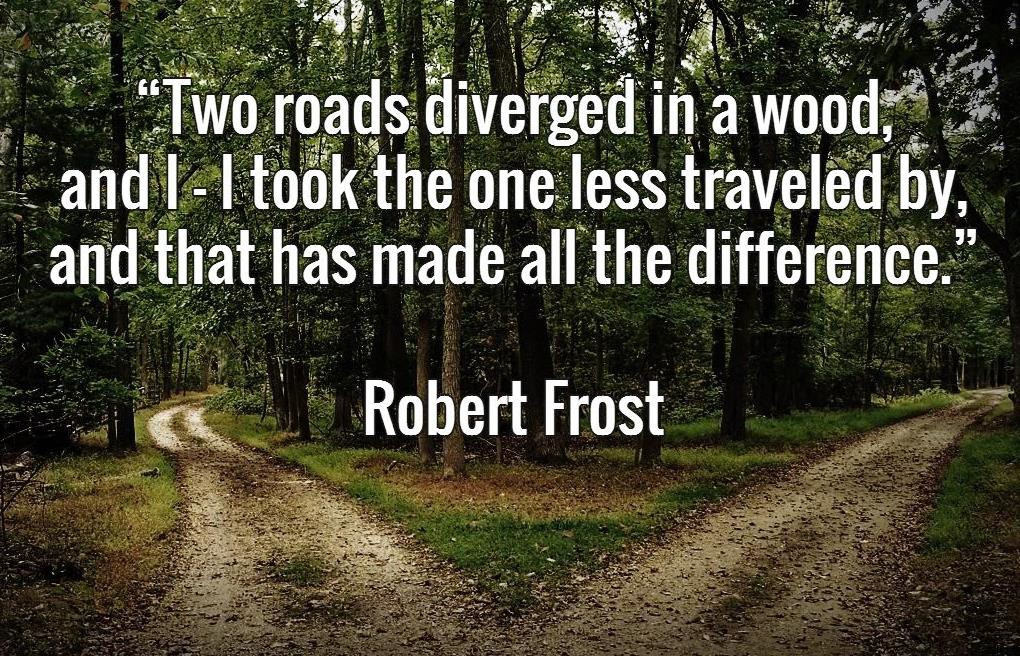 “Two roads diverged in a wood,
and I - I took the one less traveled by,
and that has made all the difference.”
Robert Frost